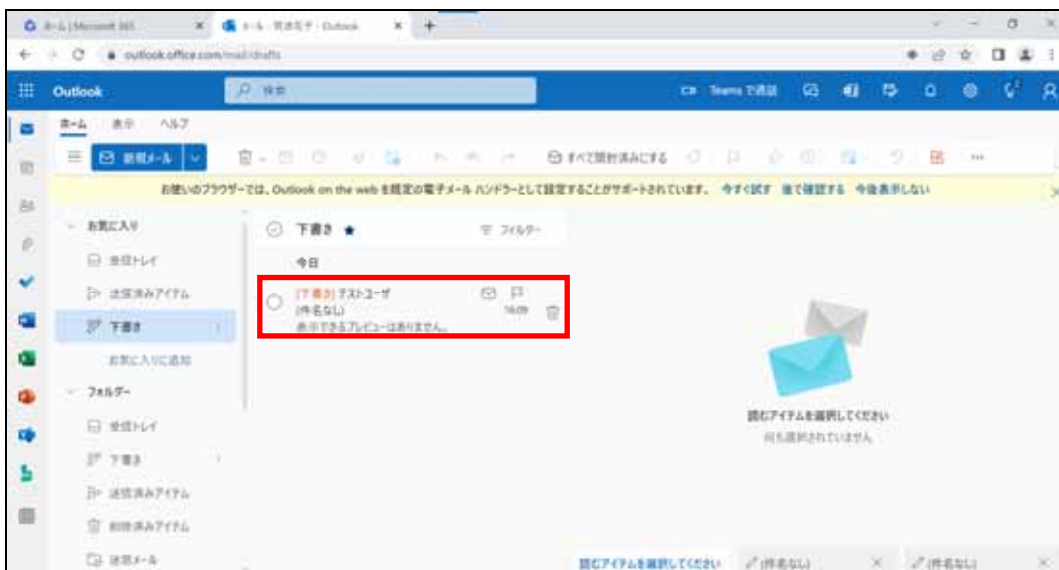 ホーム | Microsoft 365
Outlook
outlook.office.com/mail/drafts
Outlook
検索
Teams で通話
ホーム 表示 ヘルプ
新規メール
すべて開封済みにする
お使いのブラウザーでは、Outlook on the web を既定の電子メール ハンドラーとして設定することがサポートされています。 今すぐ試す 後で確認する 今後表示しない
お気に入り
受信トレイ
送信済みアイテム
下書き 1
お気に入りに追加
フォルダー
受信トレイ
下書き 1
送信済みアイテム
削除済みアイテム
迷惑メール
下書き ★
フィルター
今日
[下書き] テストユーザ
(件名なし)
16:09
表示できるプレビューはありません。
読むアイテムを選択してください
何も選択されていません
読むアイテムを選択してください
(件名なし)
(件名なし)